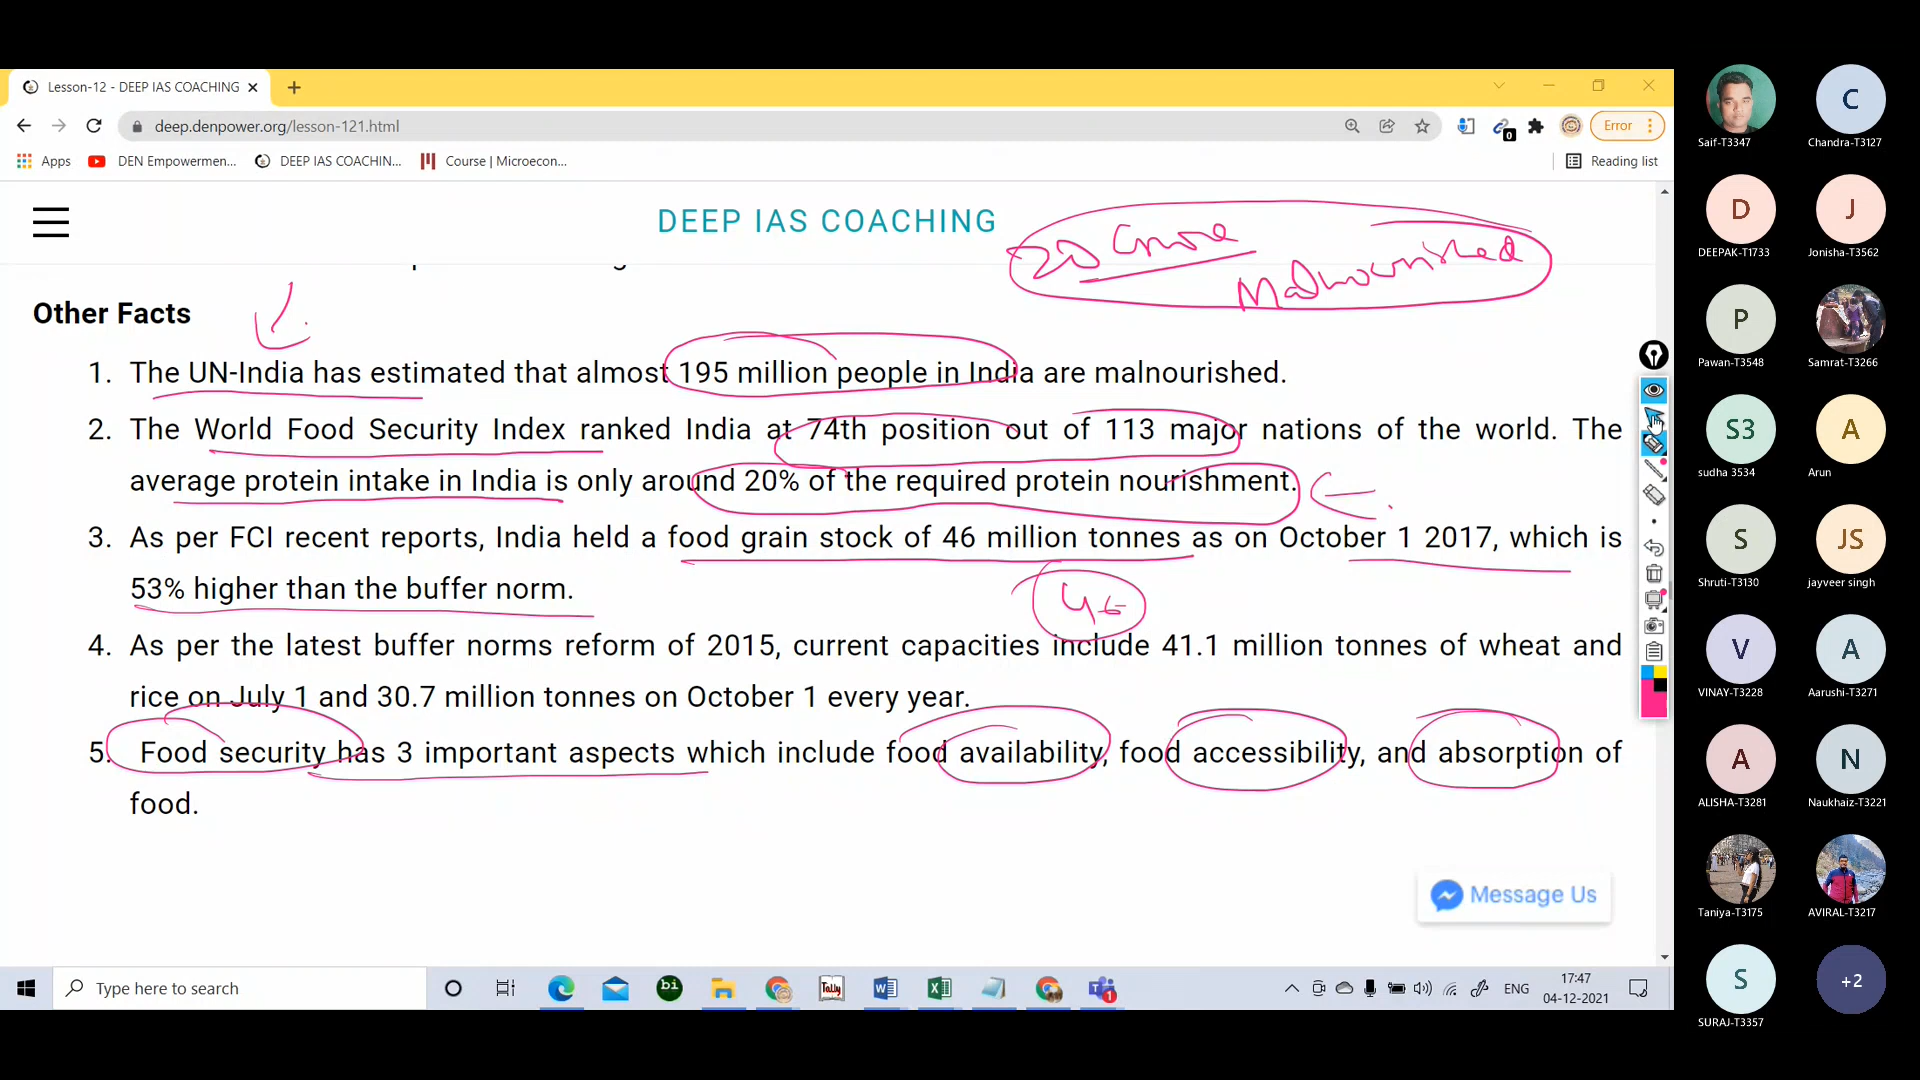 Lesson-12 - DEEP IAS COACHING
deep.denpower.org/lesson-121.html
Error
Apps
DEN Empowermen...
DEEP IAS COACHIN...
Course | Microecon...
Reading list
DEEP IAS COACHING
20 Crore
Malnourished
Other Facts
1. The UN-India has estimated that almost 195 million people in India are malnourished.
2. The World Food Security Index ranked India at 74th position out of 113 major nations of the world. The
average protein intake in India is only around 20% of the required protein nourishment.
3. As per FCI recent reports, India held a food grain stock of 46 million tonnes as on October 1 2017, which is
53% higher than the buffer norm.
46
4. As per the latest buffer norms reform of 2015, current capacities include 41.1 million tonnes of wheat and
rice on July 1 and 30.7 million tonnes on October 1 every year.
5. Food security has 3 important aspects which include food availability, food accessibility, and absorption of
food.
Message Us
Type here to search
bi
Tally
1
ENG
17:47
04-12-2021
0
Saif-T3347
C
Chandra-T3127
D
DEEPAK-T1733
J
Jonisha-T3562
P
Pawan-T3548
Samrat-T3266
S3
sudha 3534
A
Arun
S
Shruti-T3130
JS
jayveer singh
V
VINAY-T3228
A
Aarushi-T3271
A
ALISHA-T3281
N
Naukhaiz-T3221
Taniya-T3175
AVIRAL-T3217
S
SURAJ-T3357
+2